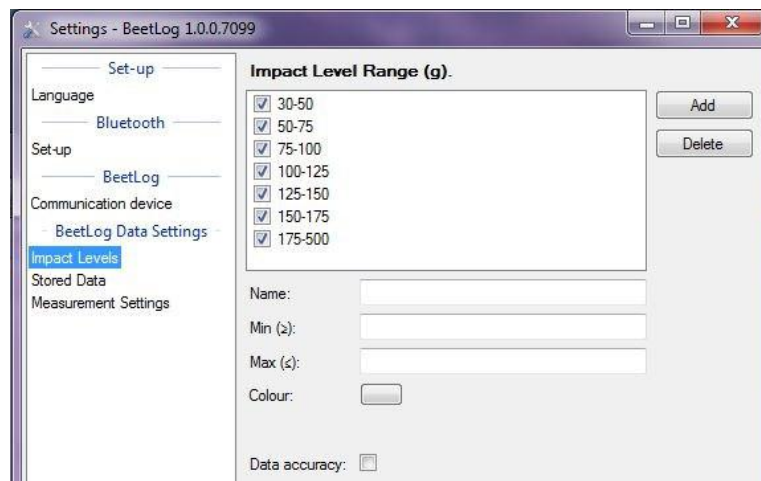 Settings - BeetLog 1.0.0.7099
Set-up
Language
Bluetooth
Set-up
BeetLog
Communication device
BeetLog Data Settings
Impact Levels
Stored Data
Measurement Settings
Impact Level Range (g).
30-50
50-75
75-100
100-125
125-150
150-175
175-500
Add
Delete
Name:
Min (≥):
Max (≤):
Colour:
Data accuracy: